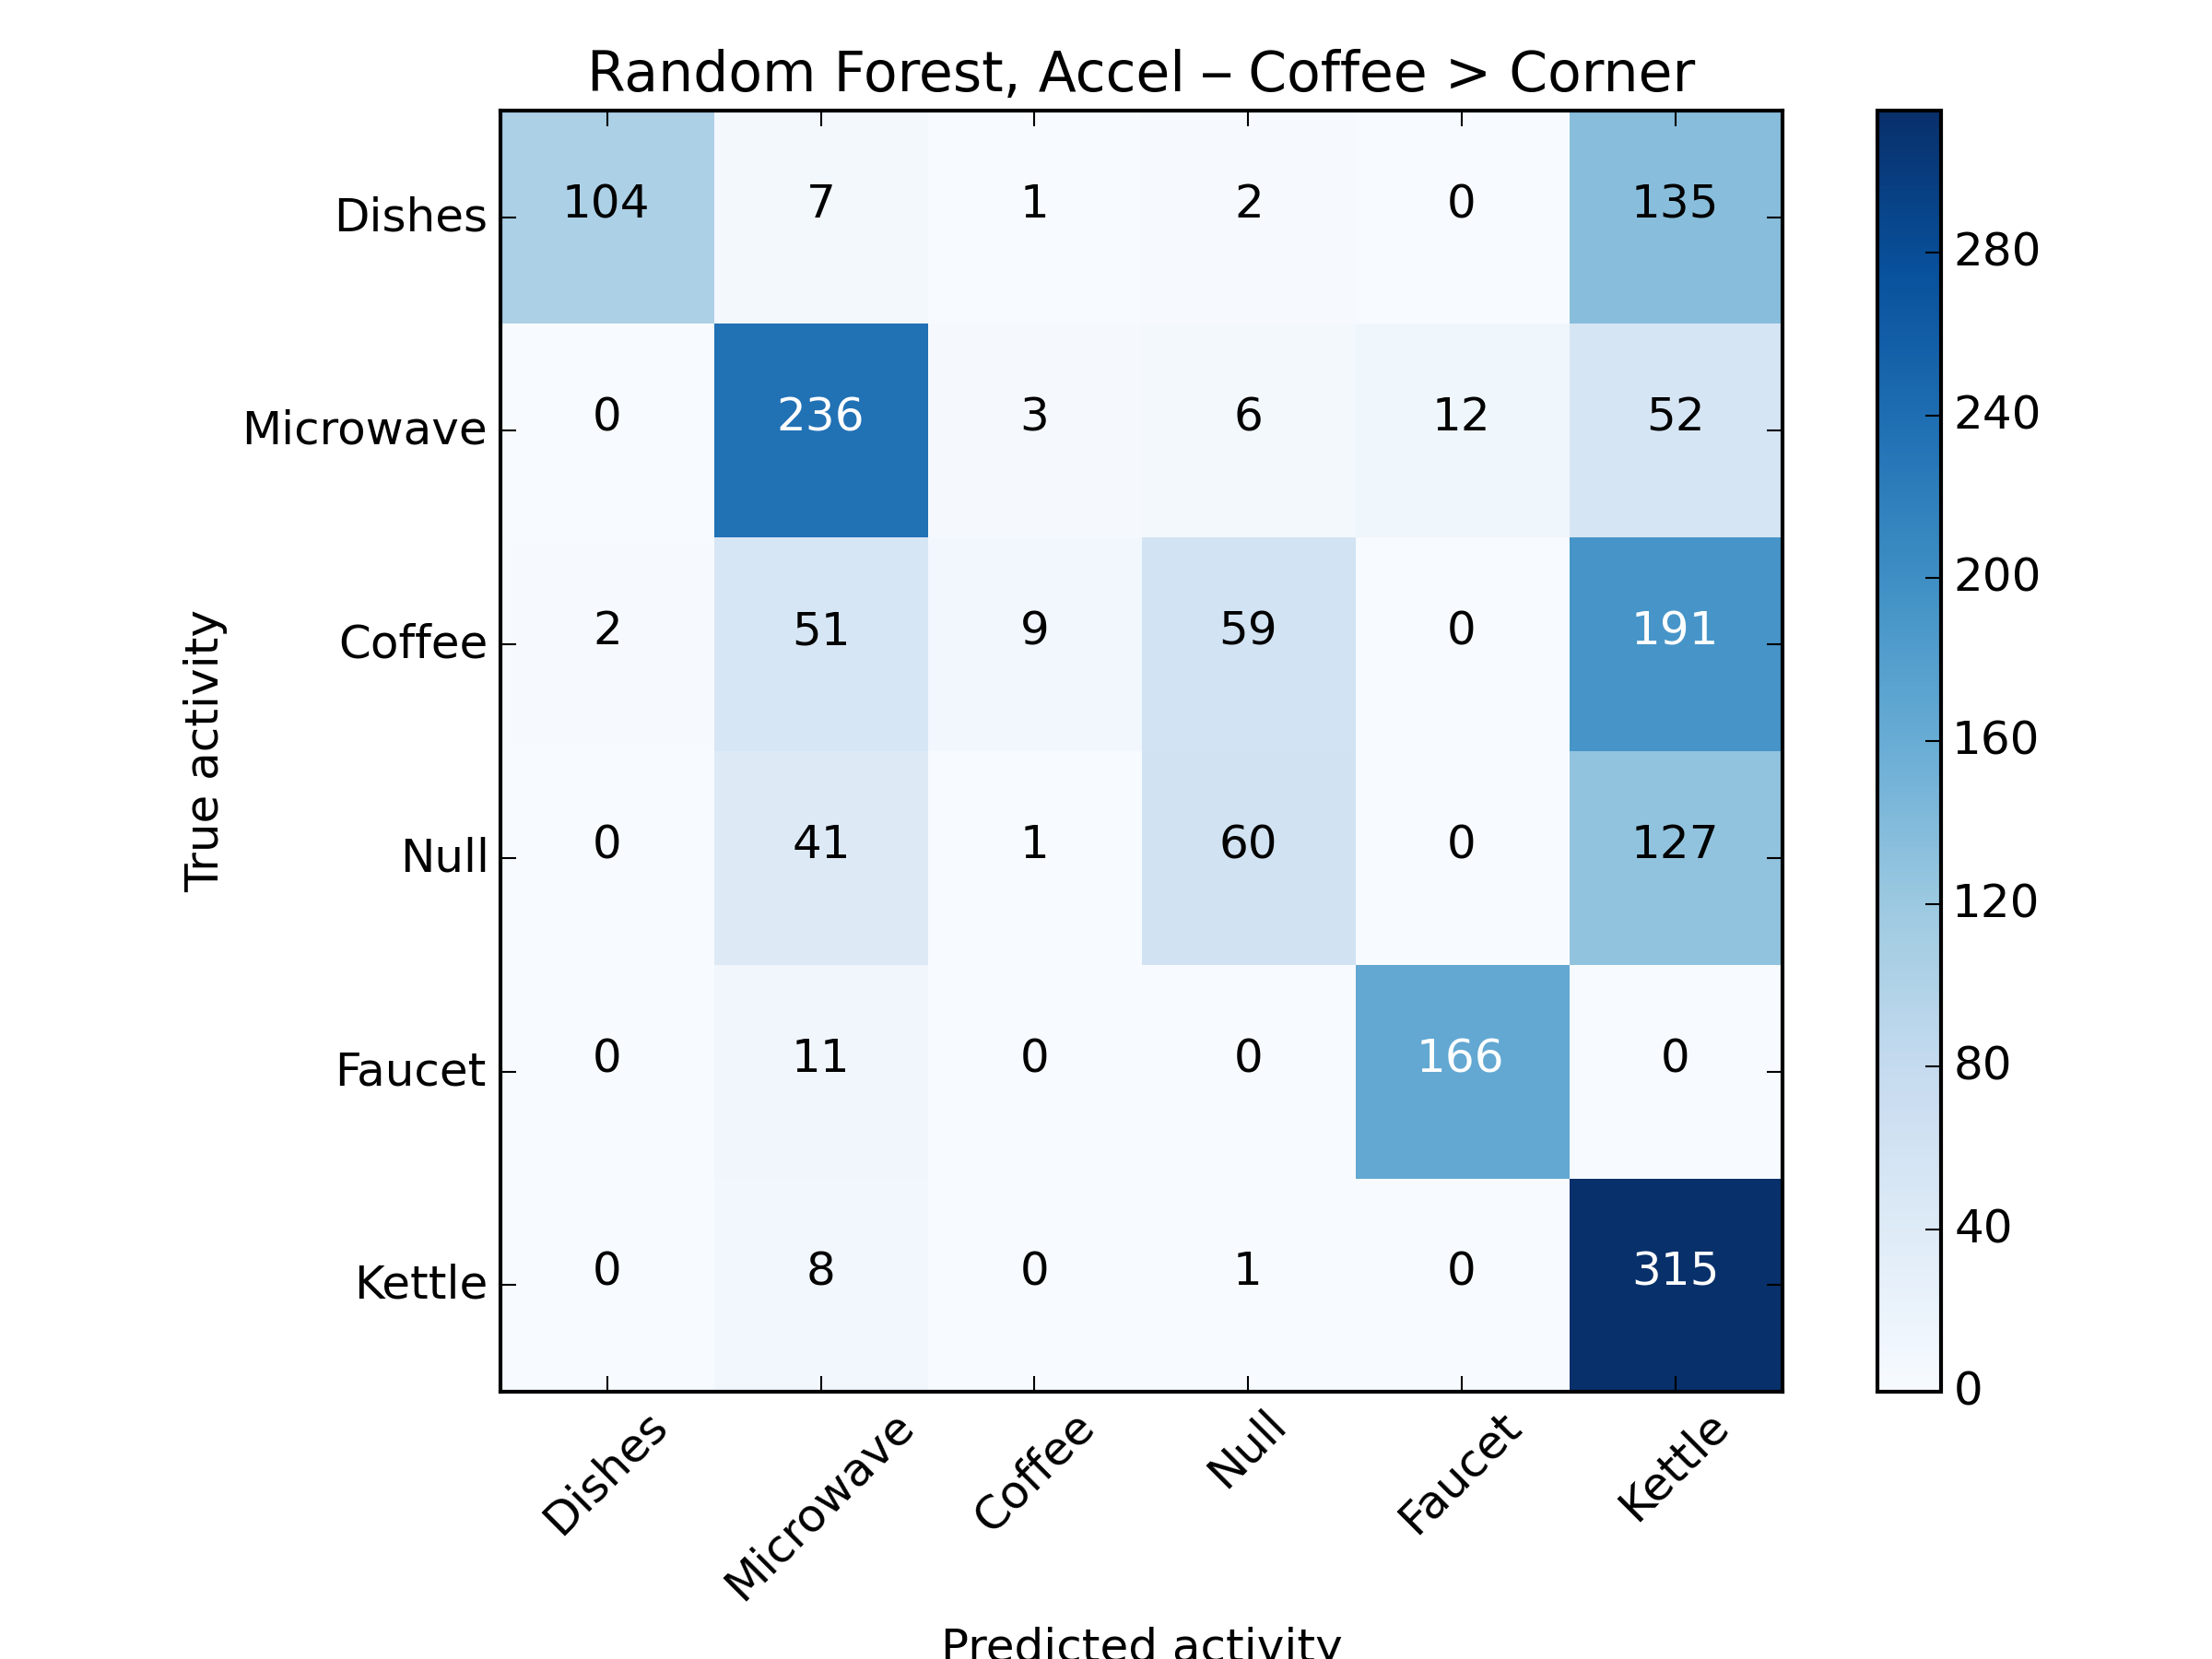 Random Forest, Accel – Coffee > Corner
Dishes 104 7 1 2 0 135
Microwave 0 236 3 6 12 52
Coffee 2 51 9 59 0 191
Null 0 41 1 60 0 127
Faucet 0 11 0 0 166 0
Kettle 0 8 0 1 0 315
True activity
Dishes Microwave Coffee Null Faucet Kettle
Predicted activity
280
240
200
160
120
80
40
0